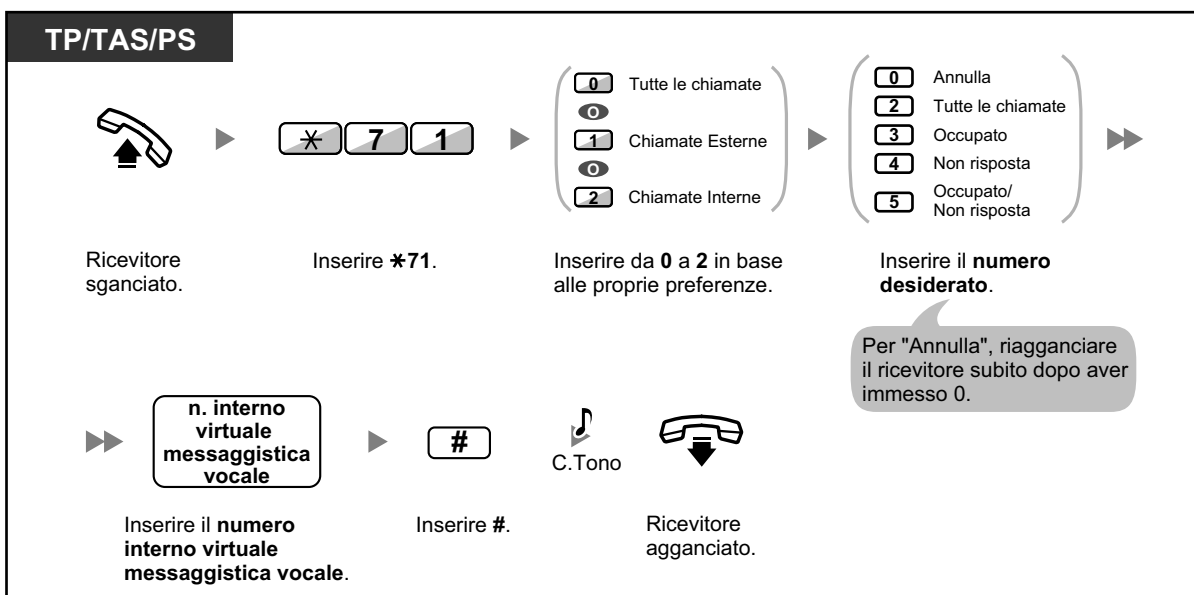 TP/TAS/PS
0 Tutte le chiamate
O
1 Chiamate Esterne
O
2 Chiamate Interne
0 Annulla
2 Tutte le chiamate
3 Occupato
4 Non risposta
5 Occupato/
Non risposta
* 7 1
Ricevitore
sganciato.
Inserire *71.
Inserire da 0 a 2 in base
alle proprie preferenze.
Inserire il numero
desiderato.
Per "Annulla", riagganciare
il ricevitore subito dopo aver
immesso 0.
n. interno
virtuale
messaggistica
vocale
#
C.Tono
Inserire il numero
interno virtuale
messaggistica vocale.
Inserire #.
Ricevitore
agganciato.